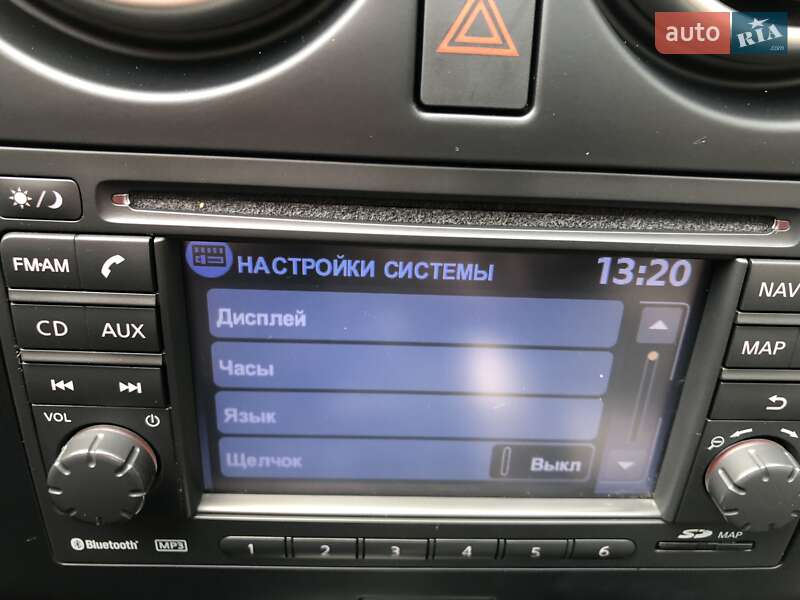 auto RIA.com
FM·AM
НАСТРОЙКИ СИСТЕМЫ 13:20
NAV
Дисплей
CD AUX
MAP
Часы
Язык
VOL
Щелчок Выкл
Bluetooth MP3
1 2 3 4 5 6
SD MAP